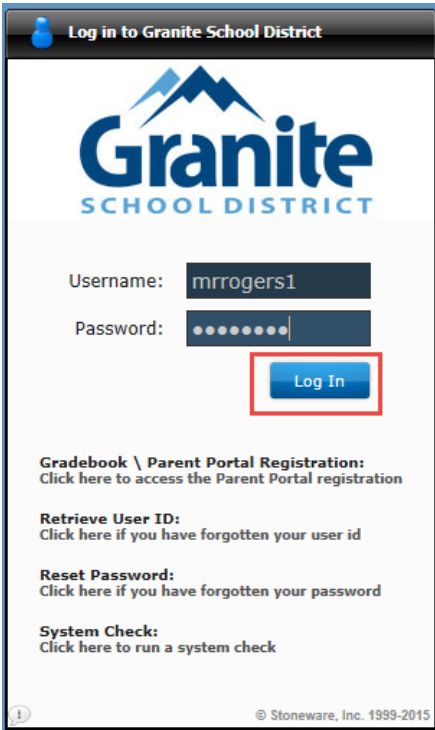 Log in to Granite School District
Granite
SCHOOL DISTRICT
Username: mrrogers1
Password: ●●●●●●●●
Log In
Gradebook \ Parent Portal Registration:
Click here to access the Parent Portal registration
Retrieve User ID:
Click here if you have forgotten your user id
Reset Password:
Click here if you have forgotten your password
System Check:
Click here to run a system check
© Stoneware, Inc. 1999-2015